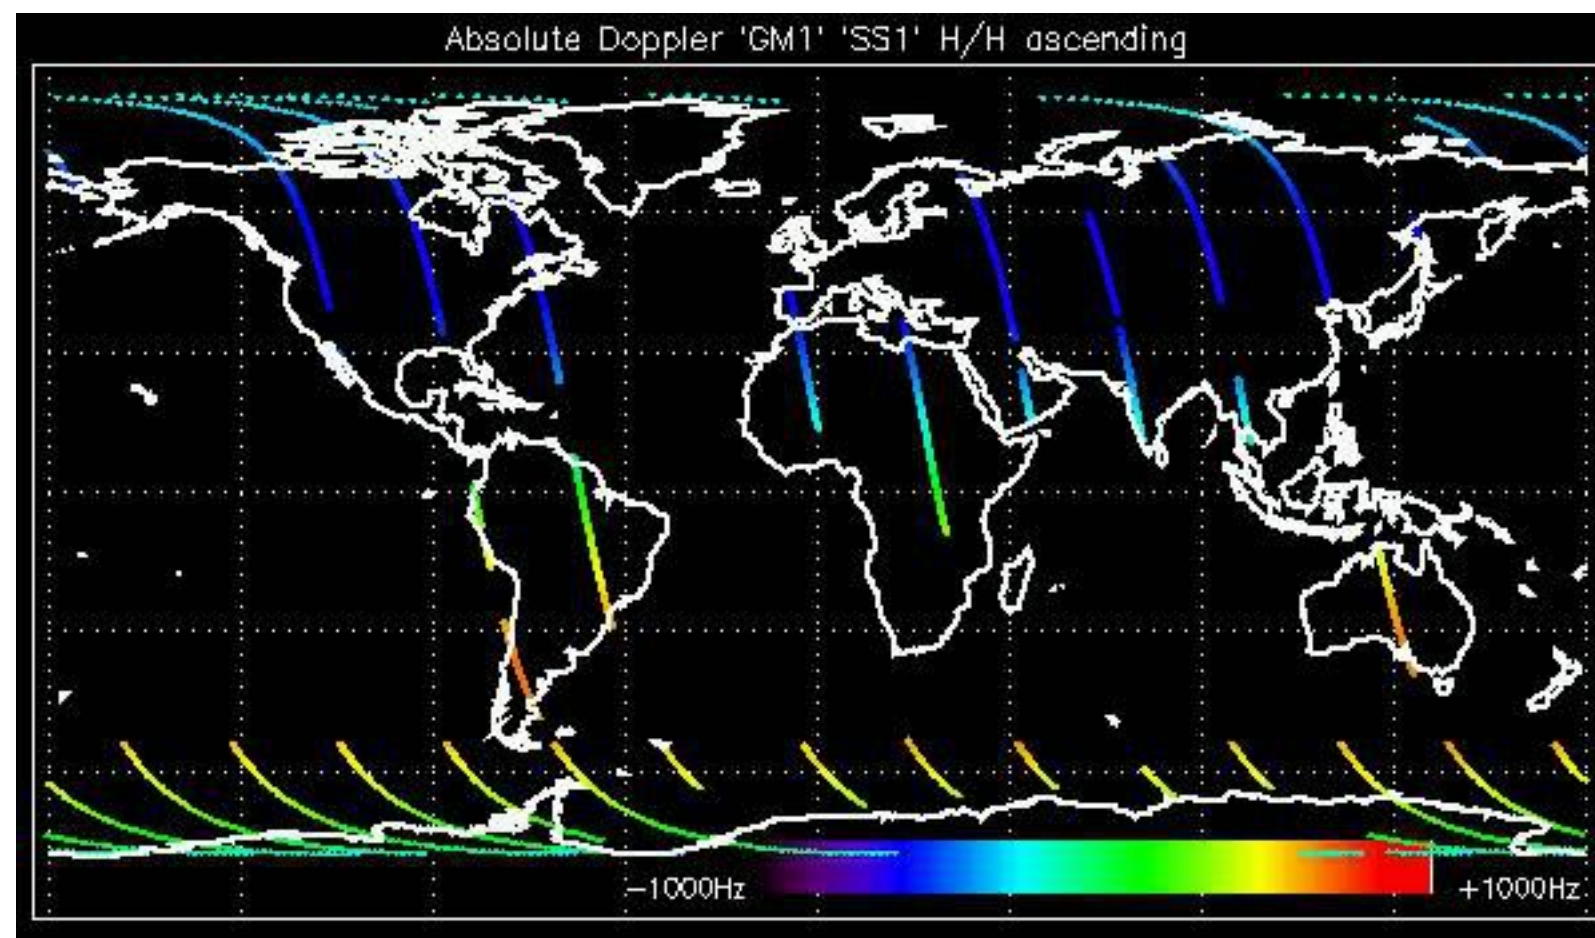 Absolute Doppler 'GM1' 'SS1' H/H ascending
−1000Hz
+1000Hz